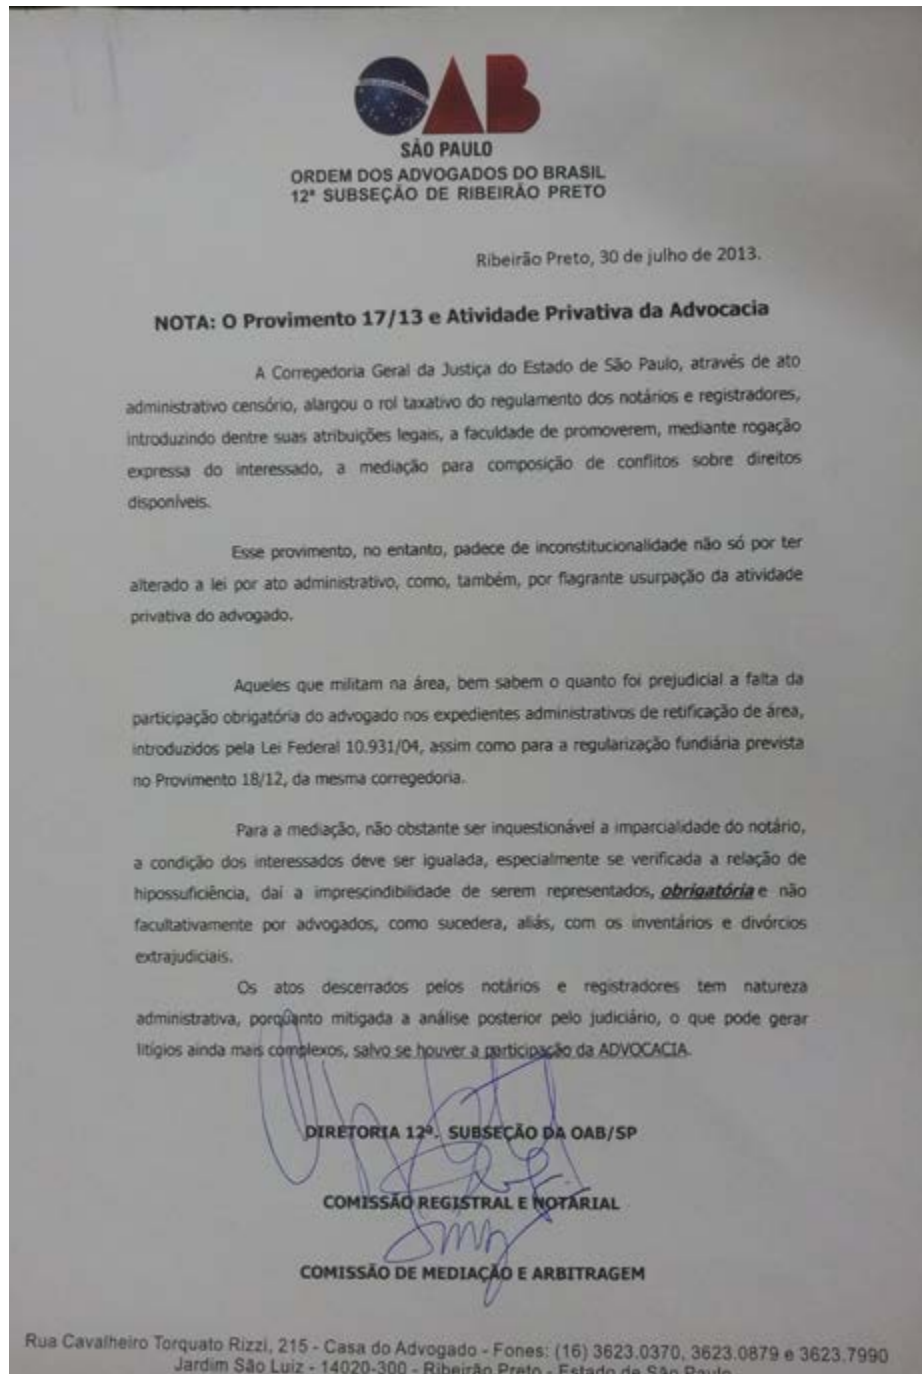 OAB
SÃO PAULO
ORDEM DOS ADVOGADOS DO BRASIL
12ª SUBSEÇÃO DE RIBEIRÃO PRETO
Ribeirão Preto, 30 de julho de 2013.
NOTA: O Provimento 17/13 e Atividade Privativa da Advocacia
A Corregedoria Geral da Justiça do Estado de São Paulo, através de ato
administrativo censório, alargou o rol taxativo do regulamento dos notários e registradores,
introduzindo dentre suas atribuições legais, a faculdade de promoverem, mediante rogação
expressa do interessado, a mediação para composição de conflitos sobre direitos
disponíveis.
Esse provimento, no entanto, padece de inconstitucionalidade não só por ter
alterado a lei por ato administrativo, como, também, por flagrante usurpação da atividade
privativa do advogado.
Aqueles que militam na área, bem sabem o quanto foi prejudicial a falta da
participação obrigatória do advogado nos expedientes administrativos de retificação de área,
introduzidos pela Lei Federal 10.931/04, assim como para a regularização fundiária prevista
no Provimento 18/12, da mesma corregedoria.
Para a mediação, não obstante ser inquestionável a imparcialidade do notário,
a condição dos interessados deve ser igualada, especialmente se verificada a relação de
hipossuficiência, daí a imprescindibilidade de serem representados, obrigatória e não
facultativamente por advogados, como sucedera, aliás, com os inventários e divórcios
extrajudiciais.
Os atos descerrados pelos notários e registradores tem natureza
administrativa, porquanto mitigada a análise posterior pelo judiciário, o que pode gerar
litígios ainda mais complexos, salvo se houver a participação da ADVOCACIA.
DIRETORIA 12ª. SUBSEÇÃO DA OAB/SP
COMISSÃO REGISTRAL E NOTARIAL
COMISSÃO DE MEDIAÇÃO E ARBITRAGEM
Rua Cavalheiro Torquato Rizzi, 215 - Casa do Advogado - Fones: (16) 3623.0370, 3623.0879 e 3623.7990
Jardim São Luiz - 14020-300 - Ribeirão Preto - Estado de São Paulo